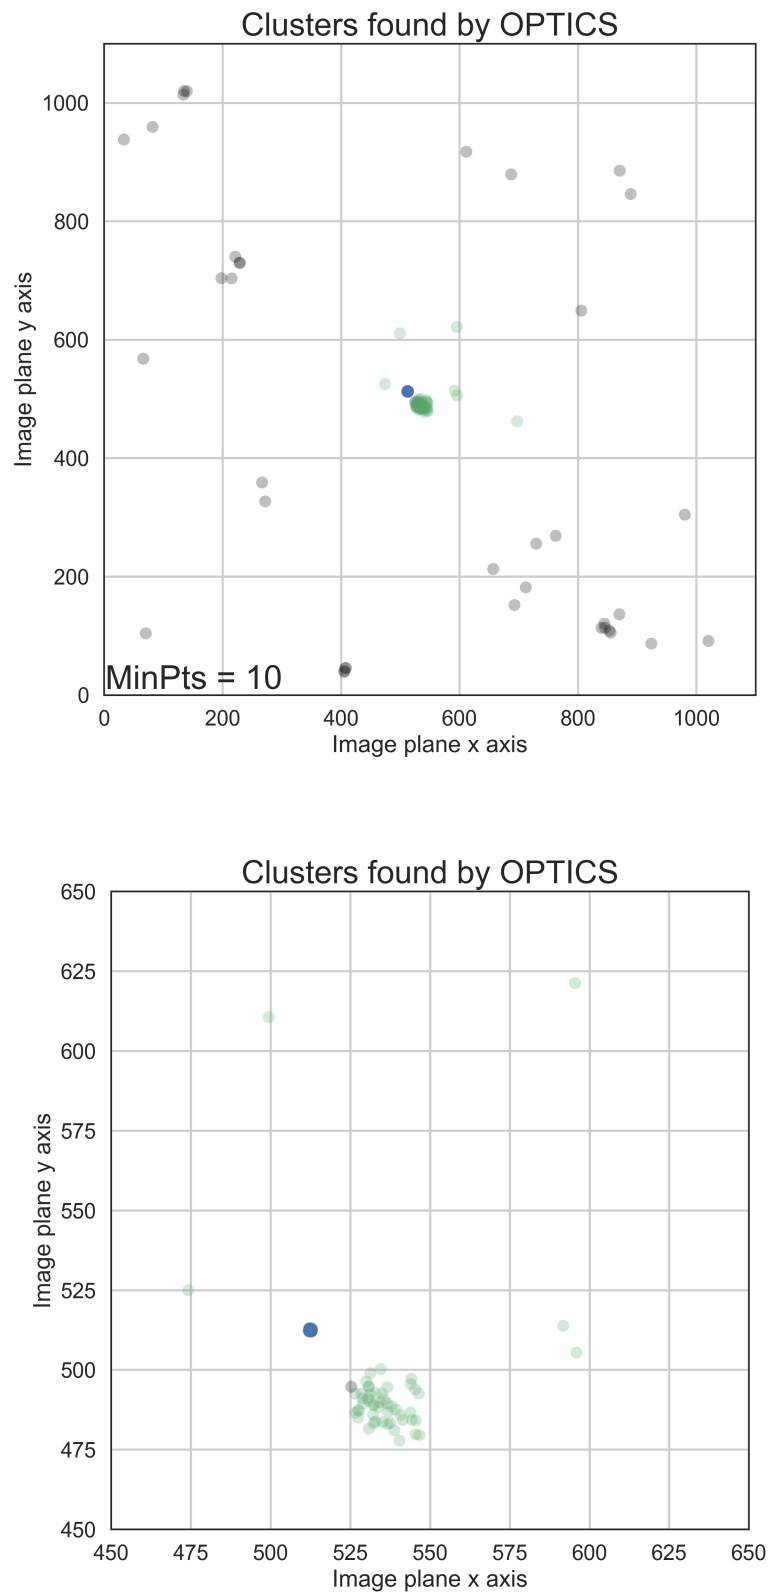 Clusters found by OPTICS
1000
800
600
400
200
0
Image plane y axis
MinPts = 10
0 200 400 600 800 1000
Image plane x axis
Clusters found by OPTICS
650
625
600
575
550
525
500
475
450
Image plane y axis
450 475 500 525 550 575 600 625 650
Image plane x axis